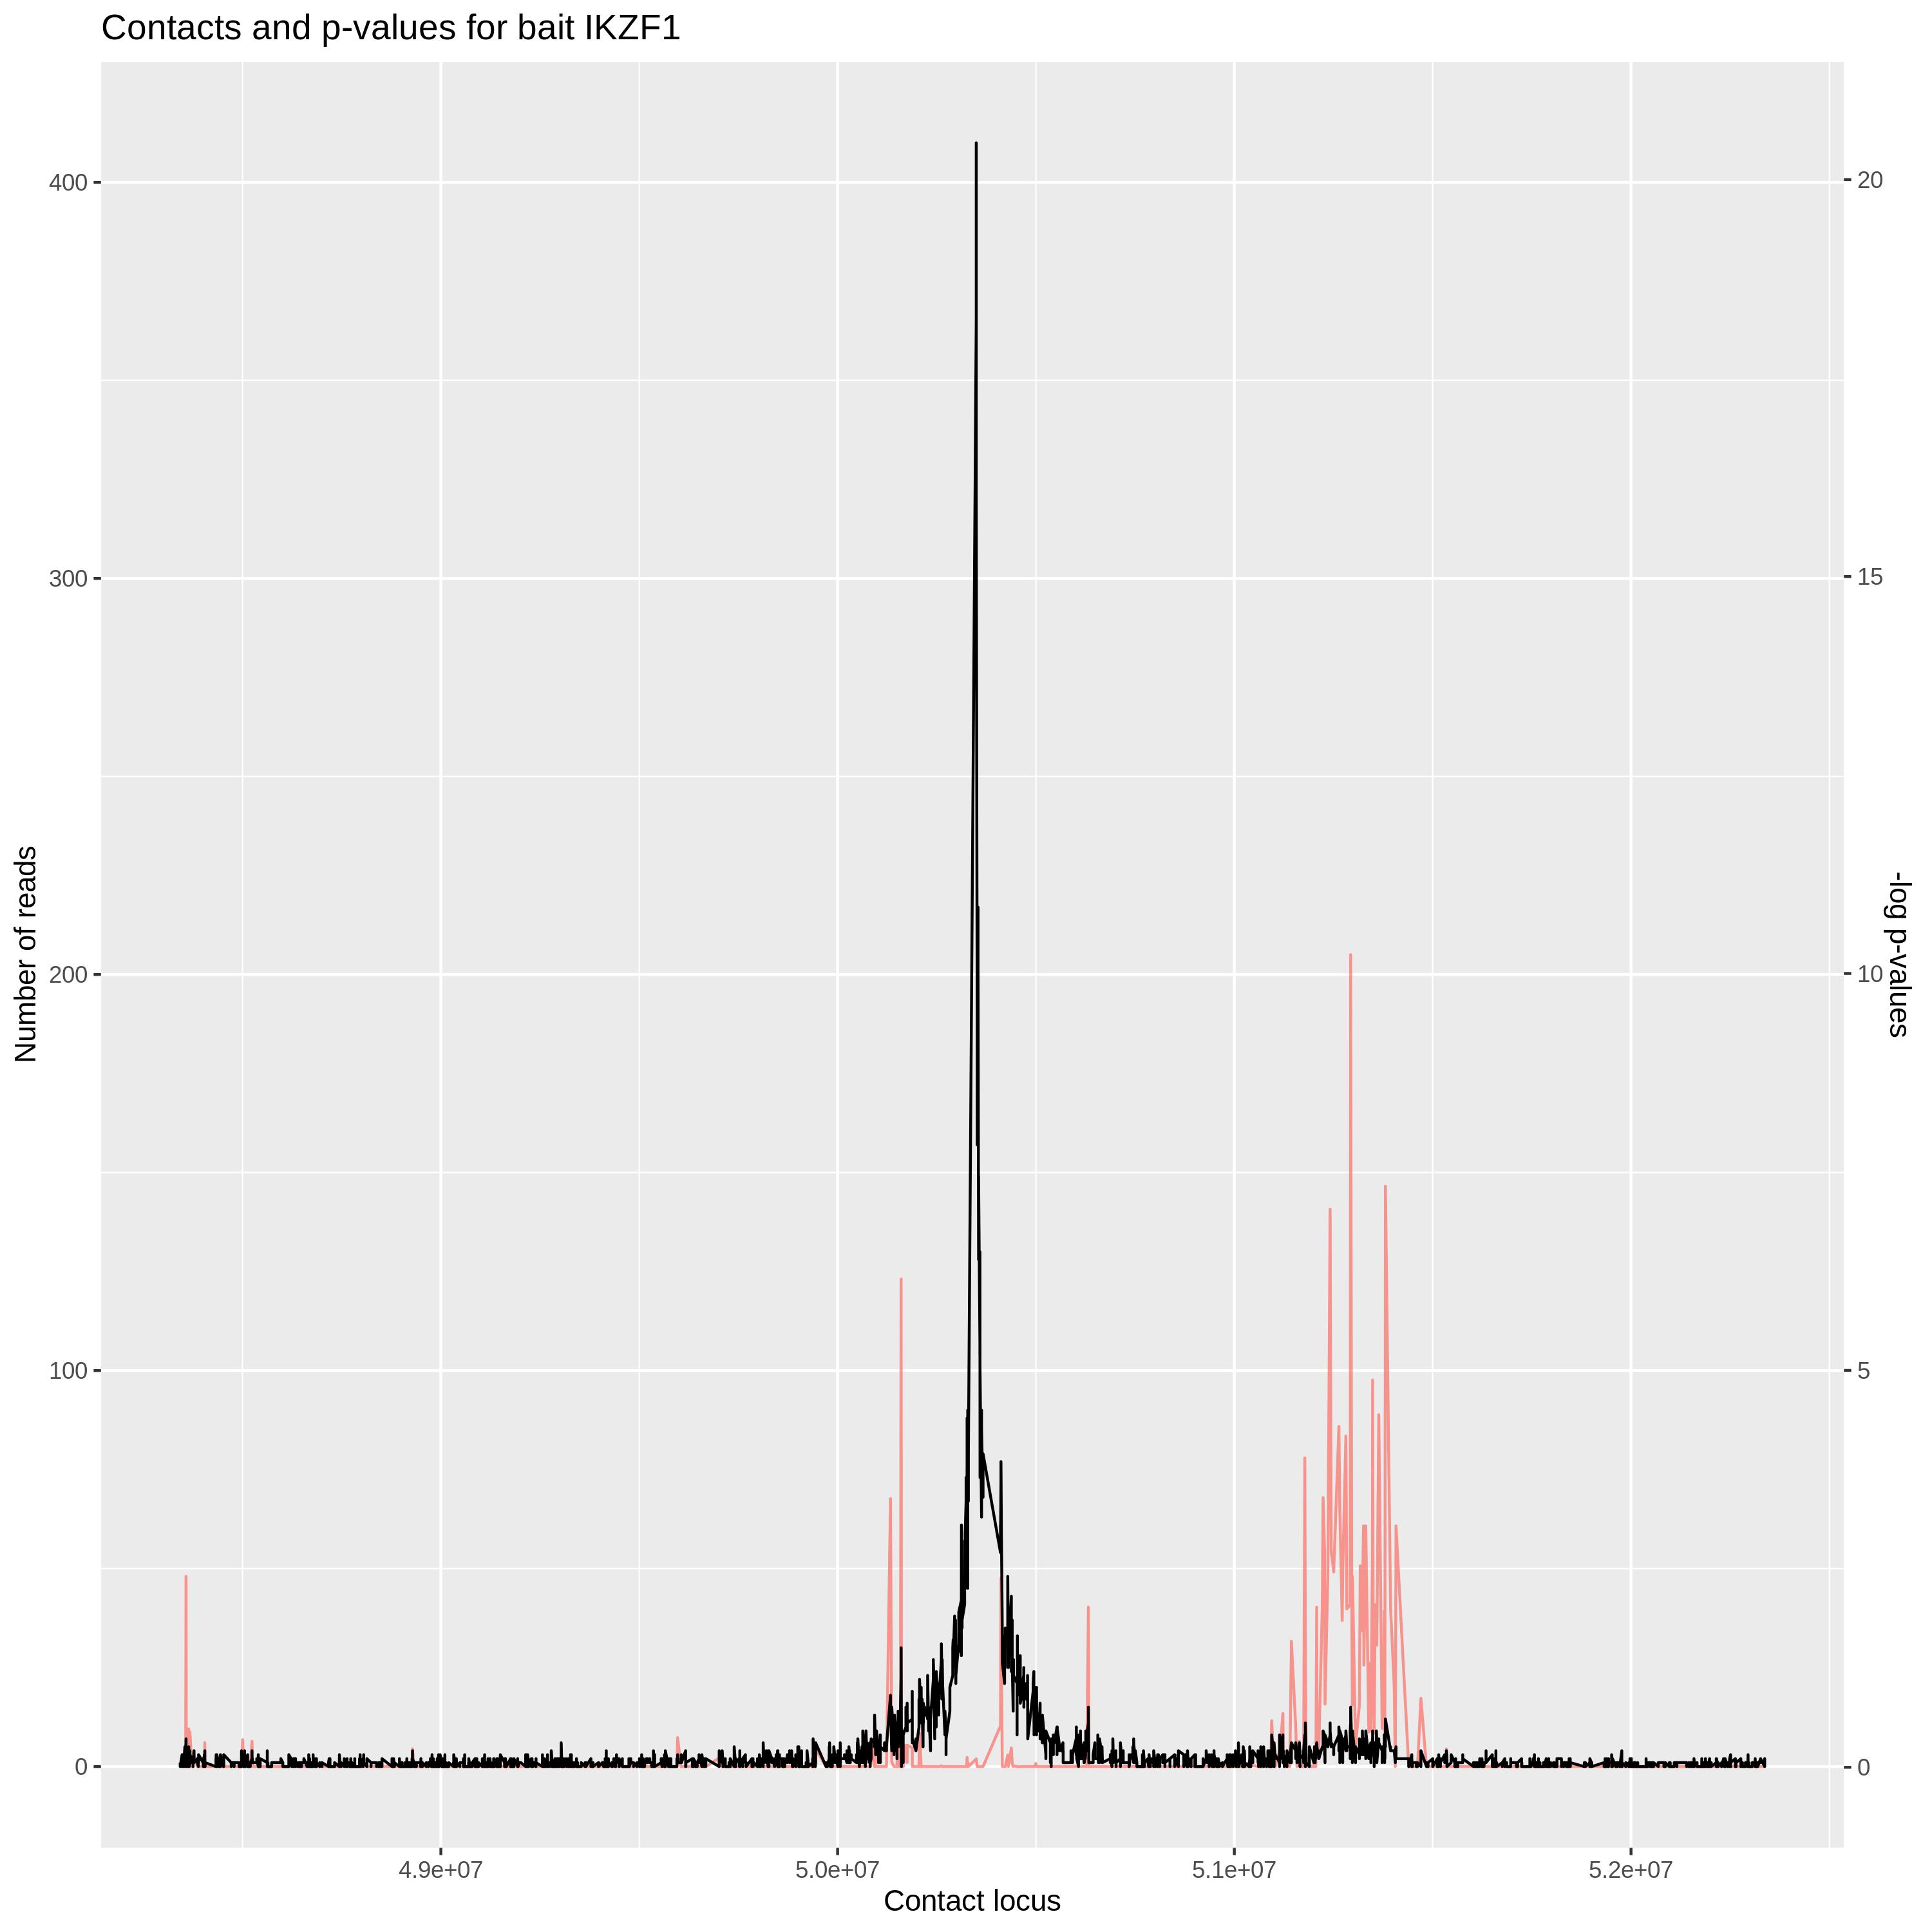 Contacts and p-values for bait IKZF1
400
300
200
100
0
Number of reads
20
15
10
5
0
-log p-values
4.9e+07
5.0e+07
5.1e+07
5.2e+07
Contact locus